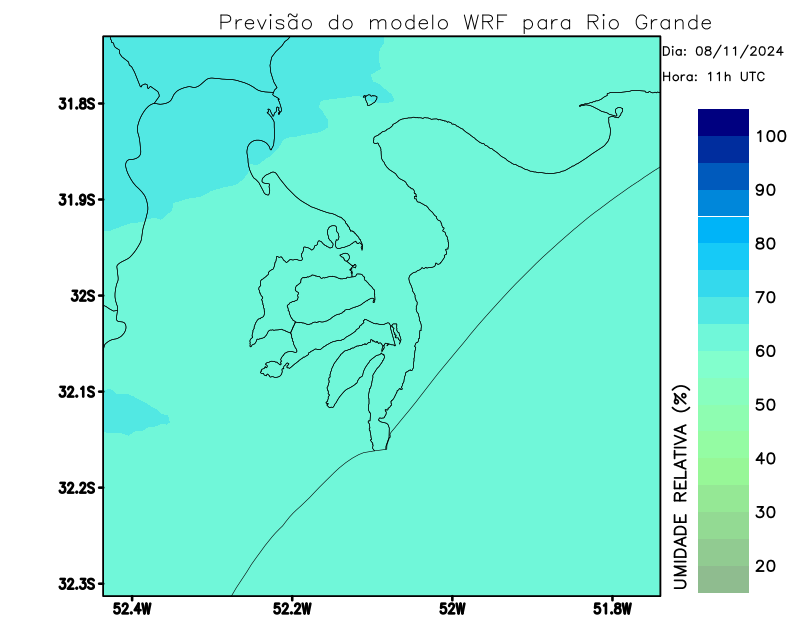 Previsão do modelo WRF para Rio Grande
Dia: 08/11/2024
Hora: 11h UTC
31.8S
31.9S
32S
32.1S
32.2S
32.3S
52.4W
52.2W
52W
51.8W
100
90
80
70
60
50
40
30
20
UMIDADE RELATIVA (%)